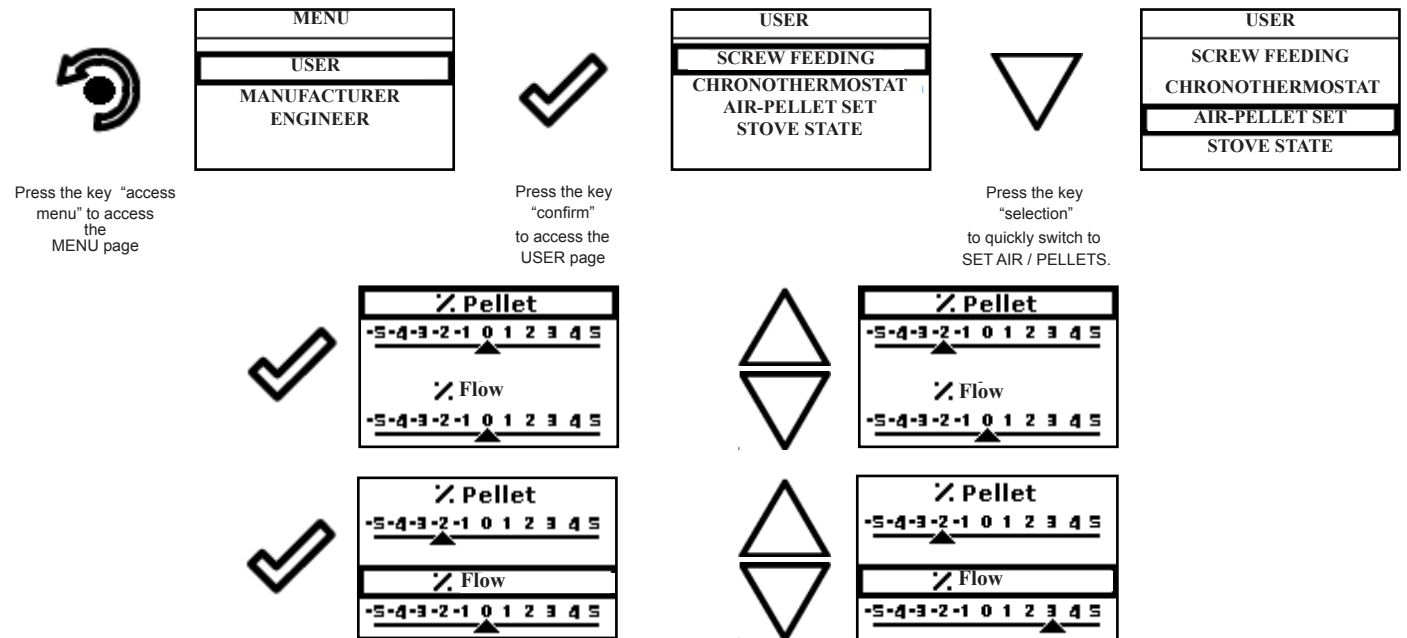 MENU
USER
MANUFACTURER
ENGINEER
USER
SCREW FEEDING
CHRONOTHERMOSTAT
AIR-PELLET SET
STOVE STATE
USER
SCREW FEEDING
CHRONOTHERMOSTAT
AIR-PELLET SET
STOVE STATE
Press the key “access
menu” to access
the
MENU page
Press the key
“confirm”
to access the
USER page
Press the key
“selection”
to quickly switch to
SET AIR / PELLETS.
% Pellet
-5-4-3-2-1 0 1 2 3 4 5
% Flow
-5-4-3-2-1 0 1 2 3 4 5
% Pellet
-5-4-3-2-1 0 1 2 3 4 5
% Flow
-5-4-3-2-1 0 1 2 3 4 5
% Pellet
-5-4-3-2-1 0 1 2 3 4 5
% Flow
-5-4-3-2-1 0 1 2 3 4 5
% Pellet
-5-4-3-2-1 0 1 2 3 4 5
% Flow
-5-4-3-2-1 0 1 2 3 4 5